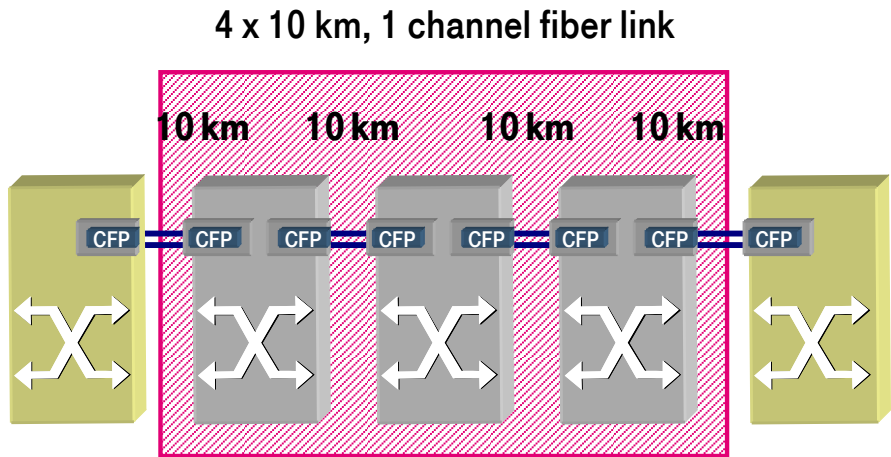 4 x 10 km, 1 channel fiber link
10 km 10 km 10 km 10 km
CFP CFP CFP CFP CFP CFP CFP CFP